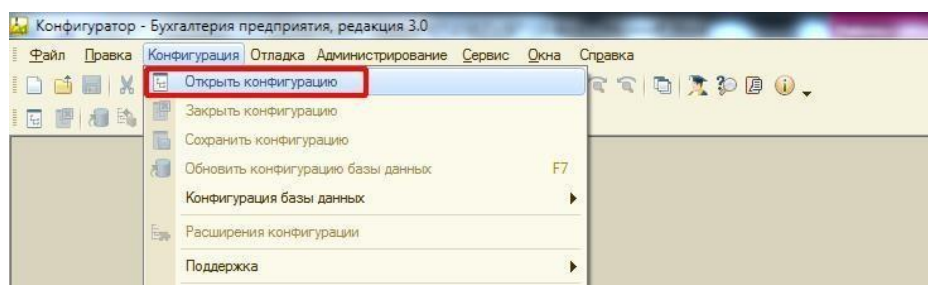 Конфигуратор - Бухгалтерия предприятия, редакция 3.0
Файл Правка Конфигурация Отладка Администрирование Сервис Окна Справка
Открыть конфигурацию
Закрыть конфигурацию
Сохранить конфигурацию
Обновить конфигурацию базы данных F7
Конфигурация базы данных
Расширения конфигурации
Поддержка